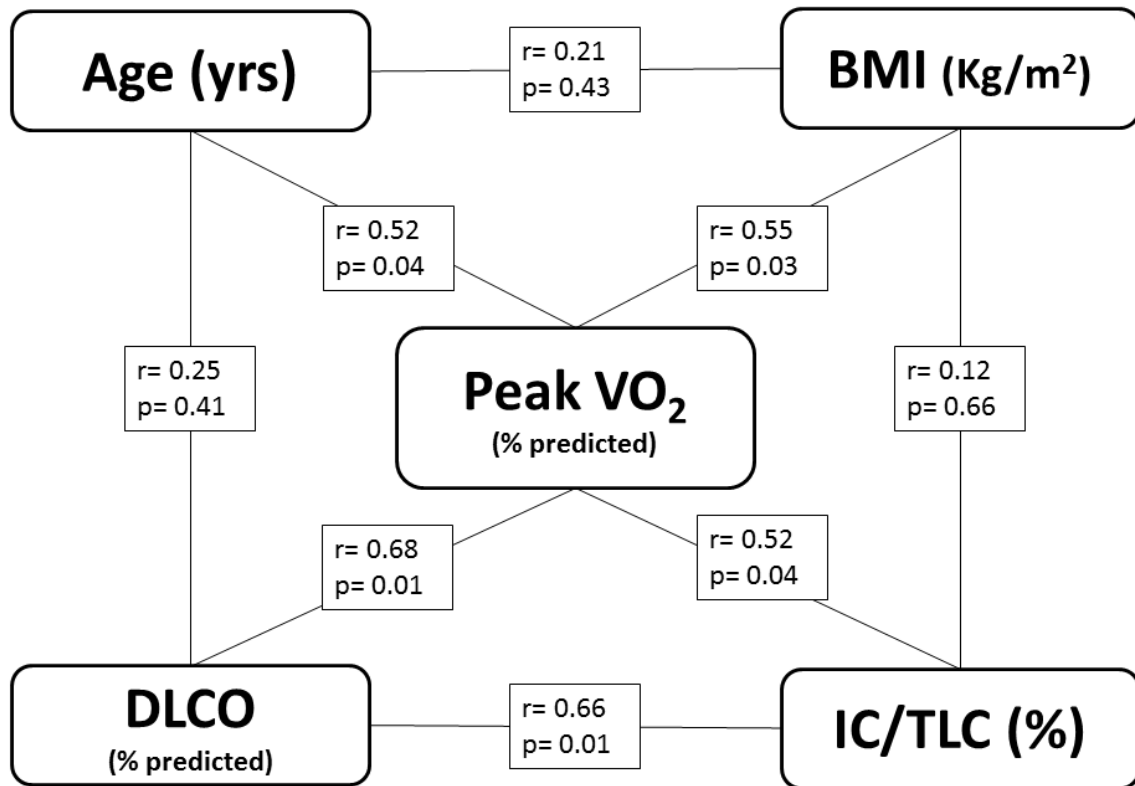 Age (yrs)
r= 0.21
p= 0.43
BMI (Kg/m²)
r= 0.52
p= 0.04
r= 0.55
p= 0.03
r= 0.25
p= 0.41
Peak VO₂
(% predicted)
r= 0.12
p= 0.66
r= 0.68
p= 0.01
r= 0.52
p= 0.04
DLCO
(% predicted)
r= 0.66
p= 0.01
IC/TLC (%)